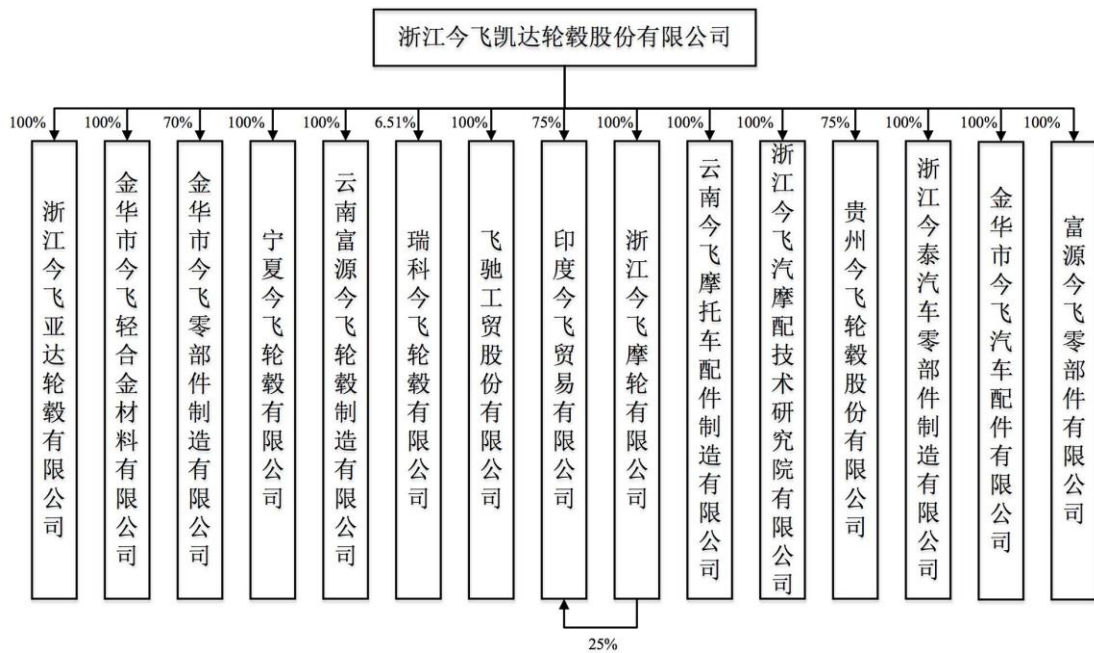 浙江今飞凯达轮毂股份有限公司
100%
100%
70%
100%
100%
6.51%
100%
75%
100%
100%
100%
75%
100%
100%
100%
浙江今飞亚达轮毂有限公司
金华市今飞轻合金材料有限公司
金华市今飞零部件制造有限公司
宁夏今飞轮毂有限公司
云南富源今飞轮毂制造有限公司
瑞科今飞轮毂有限公司
飞驰工贸股份有限公司
印度今飞贸易有限公司
浙江今飞摩轮有限公司
云南今飞摩托车配件制造有限公司
浙江今飞汽摩配技术研究院有限公司
贵州今飞轮毂股份有限公司
浙江今泰汽车零部件制造有限公司
金华市今飞汽车配件有限公司
富源今飞零部件有限公司
25%